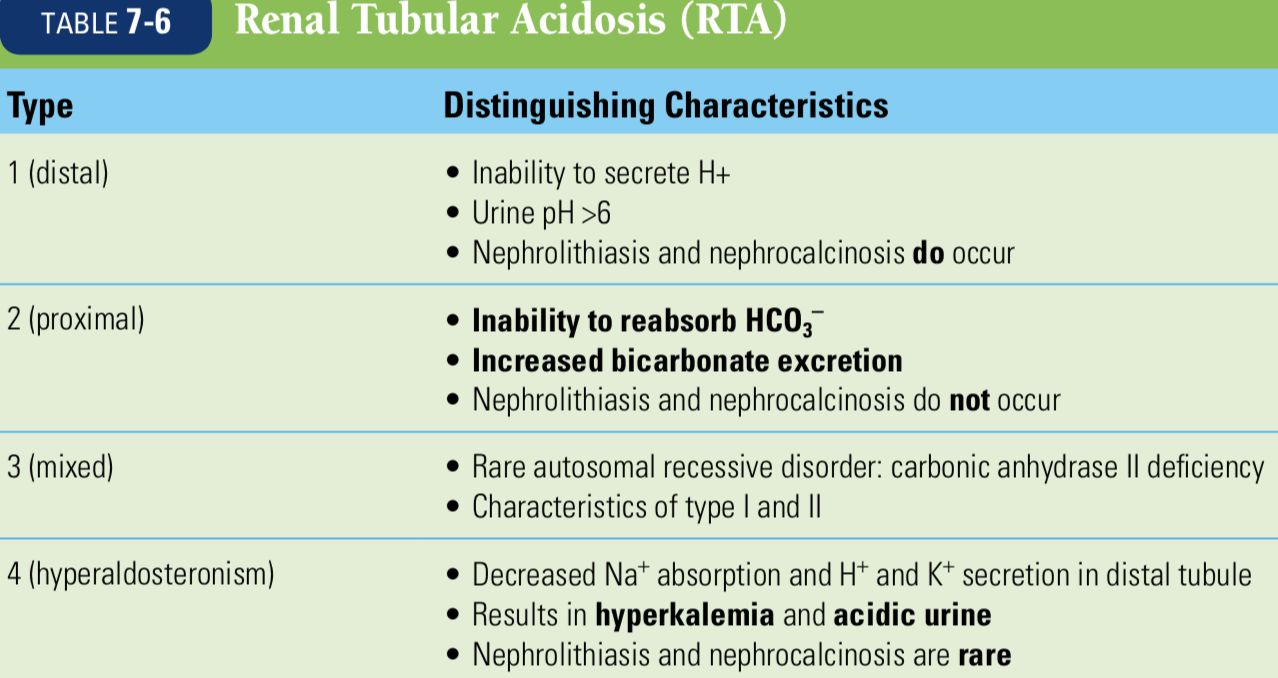 TABLE 7-6 Renal Tubular Acidosis (RTA)
Type Distinguishing Characteristics
1 (distal) • Inability to secrete H+
• Urine pH >6
• Nephrolithiasis and nephrocalcinosis do occur
2 (proximal) • Inability to reabsorb HCO₃⁻
• Increased bicarbonate excretion
• Nephrolithiasis and nephrocalcinosis do not occur
3 (mixed) • Rare autosomal recessive disorder: carbonic anhydrase II deficiency
• Characteristics of type I and II
4 (hyperaldosteronism) • Decreased Na⁺ absorption and H⁺ and K⁺ secretion in distal tubule
• Results in hyperkalemia and acidic urine
• Nephrolithiasis and nephrocalcinosis are rare